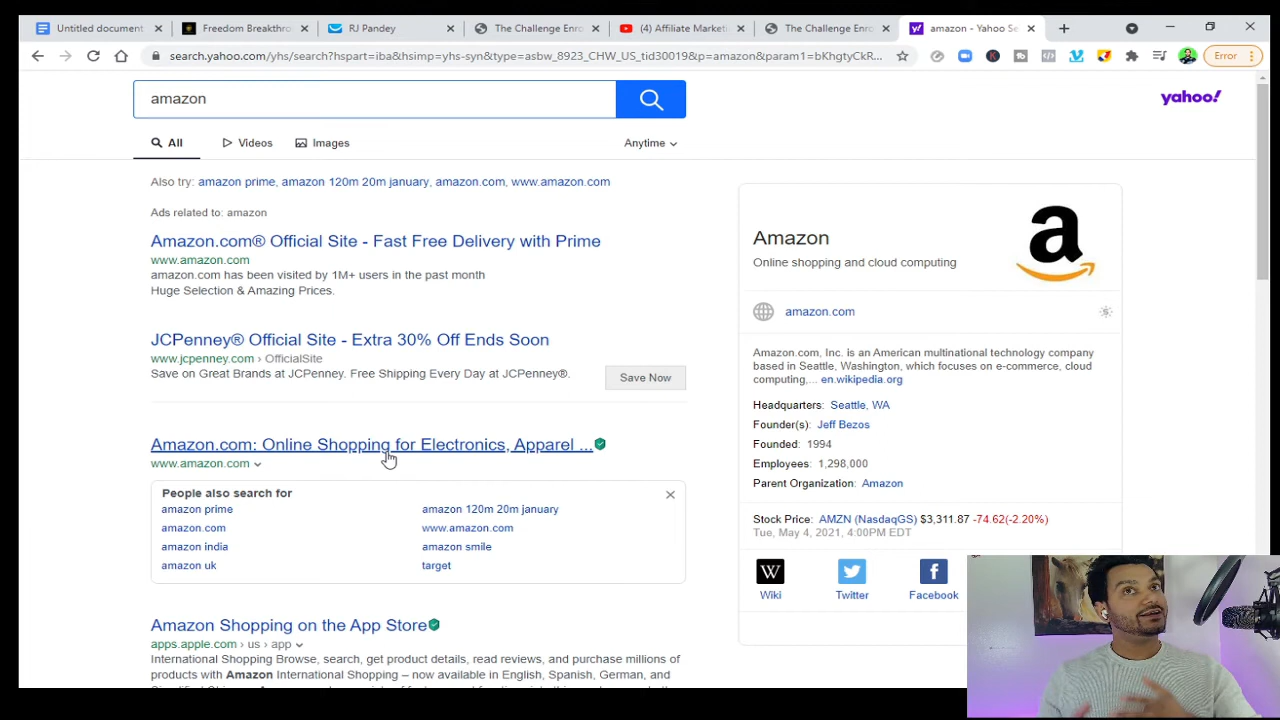 Untitled document
Freedom Breakthro
RJ Pandey
The Challenge Enro
(4) Affiliate Market
The Challenge Enro
amazon - Yahoo Se
search.yahoo.com/yhs/search?hspart=iba&hsimp=yhs-syn&type=asbw_8923_CHW_US_tid30019&p=amazon&param1=bKhgtyCkR...
Error
amazon
yahoo!
All
Videos
Images
Anytime
Also try: amazon prime, amazon 120m 20m january, amazon.com, www.amazon.com
Ads related to: amazon
Amazon.com® Official Site - Fast Free Delivery with Prime
www.amazon.com
amazon.com has been visited by 1M+ users in the past month
Huge Selection & Amazing Prices.
JCPenney® Official Site - Extra 30% Off Ends Soon
www.jcpenney.com › OfficialSite
Save on Great Brands at JCPenney. Free Shipping Every Day at JCPenney®.
Save Now
Amazon.com: Online Shopping for Electronics, Apparel ...
www.amazon.com
People also search for
amazon prime
amazon 120m 20m january
amazon.com
www.amazon.com
amazon india
amazon smile
amazon uk
target
Amazon Shopping on the App Store
apps.apple.com › us › app
International Shopping Browse, search, get product details, read reviews, and purchase millions of
products with Amazon International Shopping – now available in English, Spanish, German, and
Amazon
Online shopping and cloud computing
a
amazon.com
Amazon.com, Inc. is an American multinational technology company
based in Seattle, Washington, which focuses on e-commerce, cloud
computing,... en.wikipedia.org
Headquarters: Seattle, WA
Founder(s): Jeff Bezos
Founded: 1994
Employees: 1,298,000
Parent Organization: Amazon
Stock Price: AMZN (NasdaqGS) $3,311.87 -74.62(-2.20%)
Tue, May 4, 2021, 4:00PM EDT
W
Wiki
Twitter
Facebook